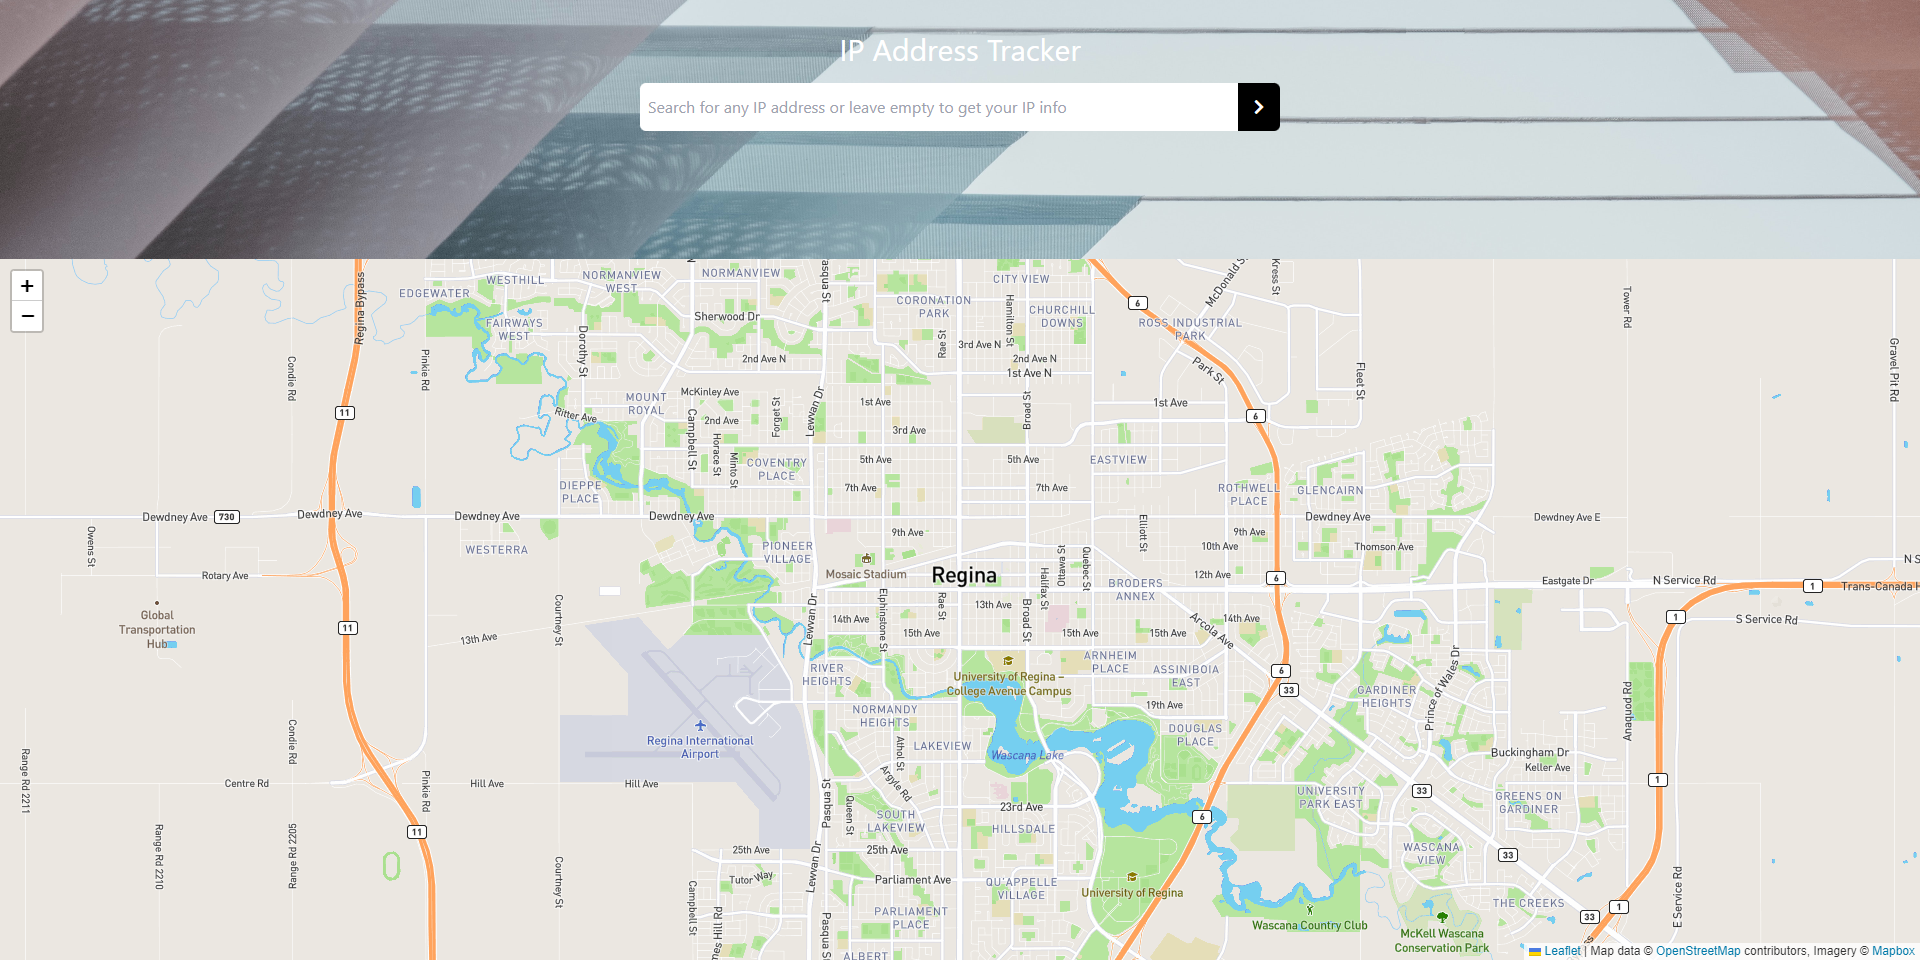 IP Address Tracker
Search for any IP address or leave empty to get your IP info
+
−
Regina Bypass
EDGEWATER
WESTHILL
NORMANVIEW
WEST
NORMANVIEW
Pasqua St
CITY VIEW
McDonald St
Kress St
Tower Rd
FAIRWAYS
WEST
Dorothy St
Sherwood Dr
CORONATION
PARK
Hamilton St
CHURCHILL
DOWNS
6
ROSS INDUSTRIAL
PARK
Rae St
3rd Ave N
2nd Ave N
2nd Ave N
1st Ave N
Park St
Fleet St
Gravel Pit Rd
Condie Rd
Pinkie Rd
11
MOUNT
ROYAL
McKinley Ave
Ritter Ave
Campbell St
2nd Ave
Forget St
Lewvan Dr
1st Ave
Broad St
1st Ave
6
Horace St
Minto St
3rd Ave
COVENTRY
PLACE
5th Ave
5th Ave
EASTVIEW
DIEPPE
PLACE
7th Ave
7th Ave
ROTHWELL
PLACE
GLENCAIRN
Dewdney Ave
730
Dewdney Ave
Dewdney Ave
Dewdney Ave
Dewdney Ave
Dewdney Ave E
Owens St
WESTERRA
PIONEER
VILLAGE
9th Ave
Elliott St
9th Ave
10th Ave
Thomson Ave
Ottawa St
Quebec St
Mosaic Stadium
Regina
Halifax St
BRODERS
ANNEX
12th Ave
6
Rotary Ave
Eastgate Dr
N Service Rd
1
Trans-Canada H
N S
Global
Transportation
Hub
11
Courtney St
13th Ave
Lewvan Dr
Elphinstone St
Rae St
13th Ave
Broad St
14th Ave
15th Ave
15th Ave
15th Ave
Arcola Ave
14th Ave
1
S Service Rd
RIVER
HEIGHTS
University of Regina –
College Avenue Campus
ARNHEIM
PLACE
ASSINIBOIA
EAST
6
33
GARDINER
HEIGHTS
Prince of Wales Dr
Anaquod Rd
NORMANDY
HEIGHTS
19th Ave
DOUGLAS
PLACE
Condie Rd
Regina International
Airport
Athol St
LAKEVIEW
Wascana Lake
Buckingham Dr
Keller Ave
Range Rd 2211
Centre Rd
Pinkie Rd
Hill Ave
Hill Ave
Pasqua St
Argyle Rd
Queen St
23rd Ave
UNIVERSITY
PARK EAST
33
GREENS ON
GARDINER
1
Range Rd 2210
Range Rd 2205
11
SOUTH
LAKEVIEW
HILLSDALE
6
Courtney St
25th Ave
25th Ave
Lewvan Dr
Tutor Way
Parliament Ave
WASCANA
VIEW
33
Campbell St
QU'APPELLE
VILLAGE
University of Regina
E Service Rd
PARLIAMENT
PLACE
Pasqua St
Wascana Country Club
THE CREEKS
33
1
McKell Wascana
Conservation Park
ALBERT
Leaflet | Map data © OpenStreetMap contributors, Imagery © Mapbox